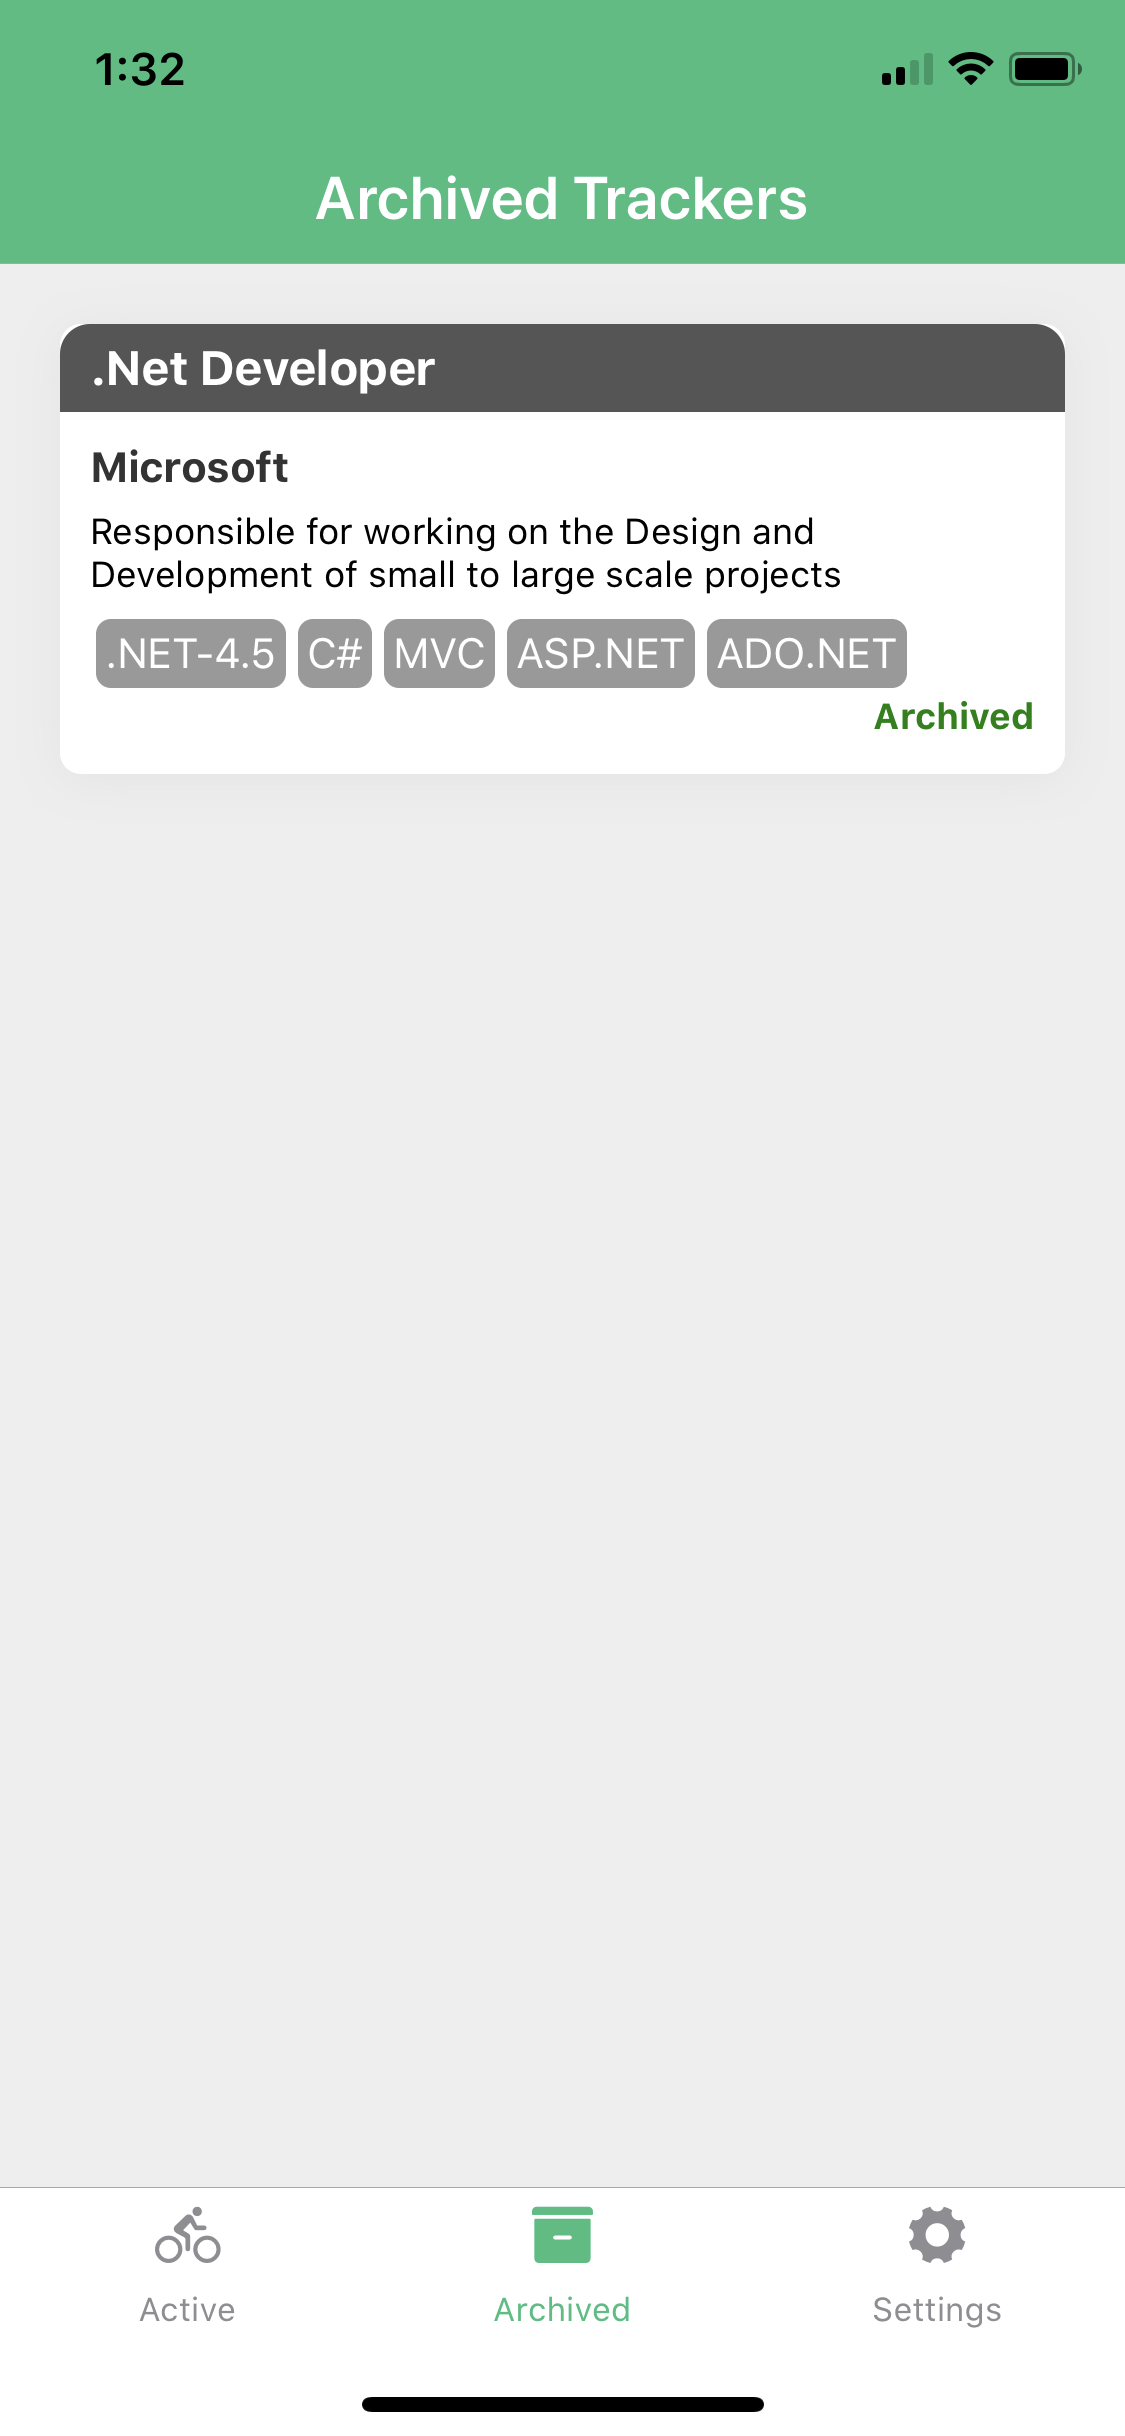 1:32
Archived Trackers
.Net Developer
Microsoft
Responsible for working on the Design and
Development of small to large scale projects
.NET-4.5 C# MVC ASP.NET ADO.NET
Archived
Active Archived Settings